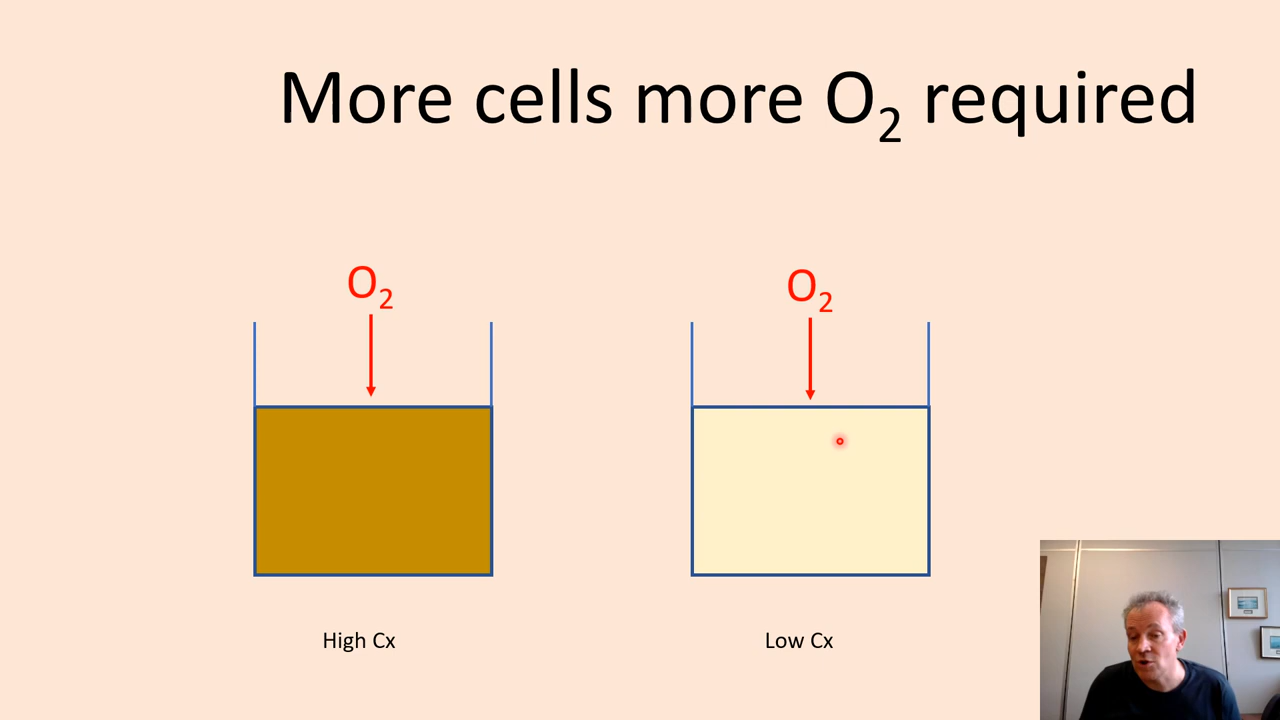 More cells more O₂ required
O₂
O₂
High Cx
Low Cx